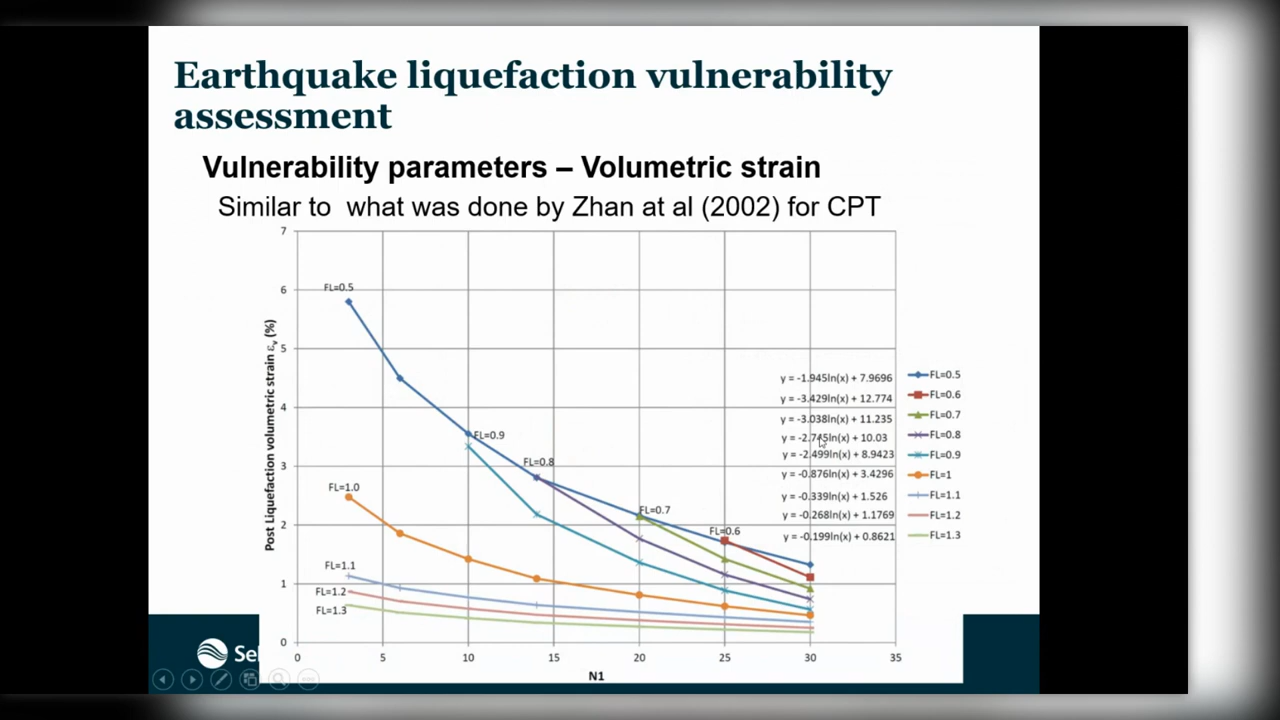 Earthquake liquefaction vulnerability
assessment
Vulnerability parameters – Volumetric strain
Similar to what was done by Zhan at al (2002) for CPT
Post Liquefaction volumetric strain εv (%)
7
6
5
4
3
2
1
0
FL=0.5
FL=0.9
FL=0.8
FL=1.0
FL=0.7
FL=0.6
FL=1.1
FL=1.2
FL=1.3
y = -1.945ln(x) + 7.9696
y = -3.429ln(x) + 12.774
y = -3.038ln(x) + 11.235
y = -2.745ln(x) + 10.03
y = -2.499ln(x) + 8.9423
y = -0.876ln(x) + 3.4296
y = -0.339ln(x) + 1.526
y = -0.268ln(x) + 1.1769
y = -0.199ln(x) + 0.8621
FL=0.5
FL=0.6
FL=0.7
FL=0.8
FL=0.9
FL=1
FL=1.1
FL=1.2
FL=1.3
0 5 10 15 20 25 30 35
N1